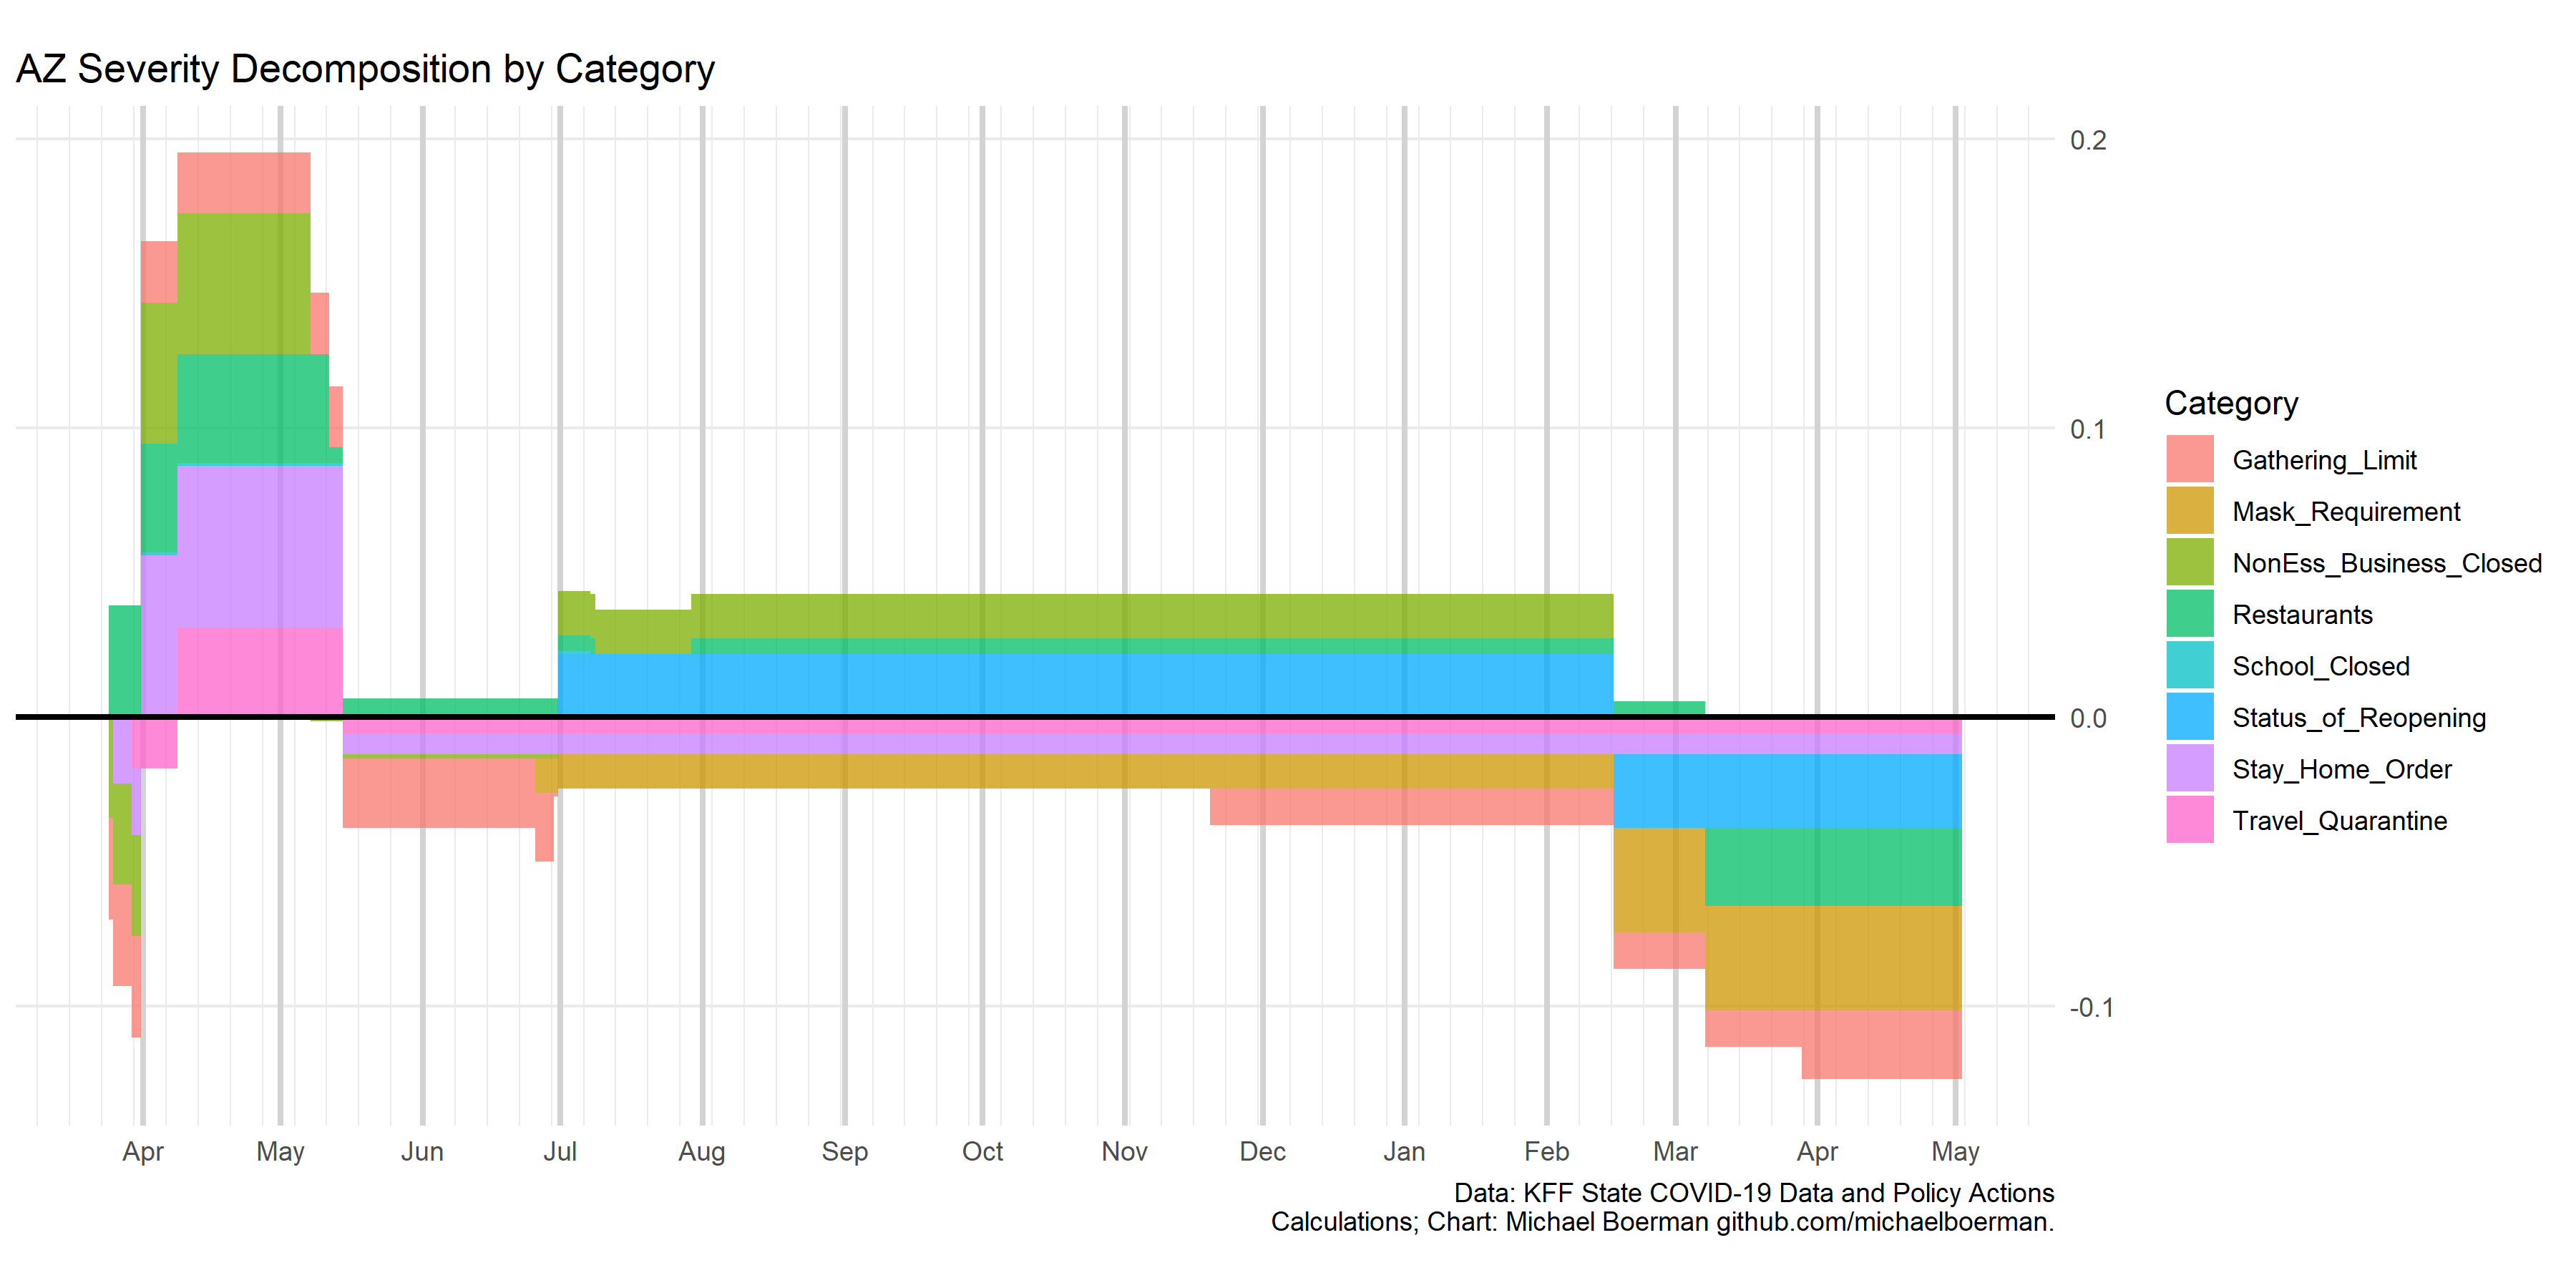 AZ Severity Decomposition by Category
0.2
0.1
0.0
-0.1
Apr May Jun Jul Aug Sep Oct Nov Dec Jan Feb Mar Apr May
Category
Gathering_Limit
Mask_Requirement
NonEss_Business_Closed
Restaurants
School_Closed
Status_of_Reopening
Stay_Home_Order
Travel_Quarantine
Data: KFF State COVID-19 Data and Policy Actions
Calculations; Chart: Michael Boerman github.com/michaelboerman.